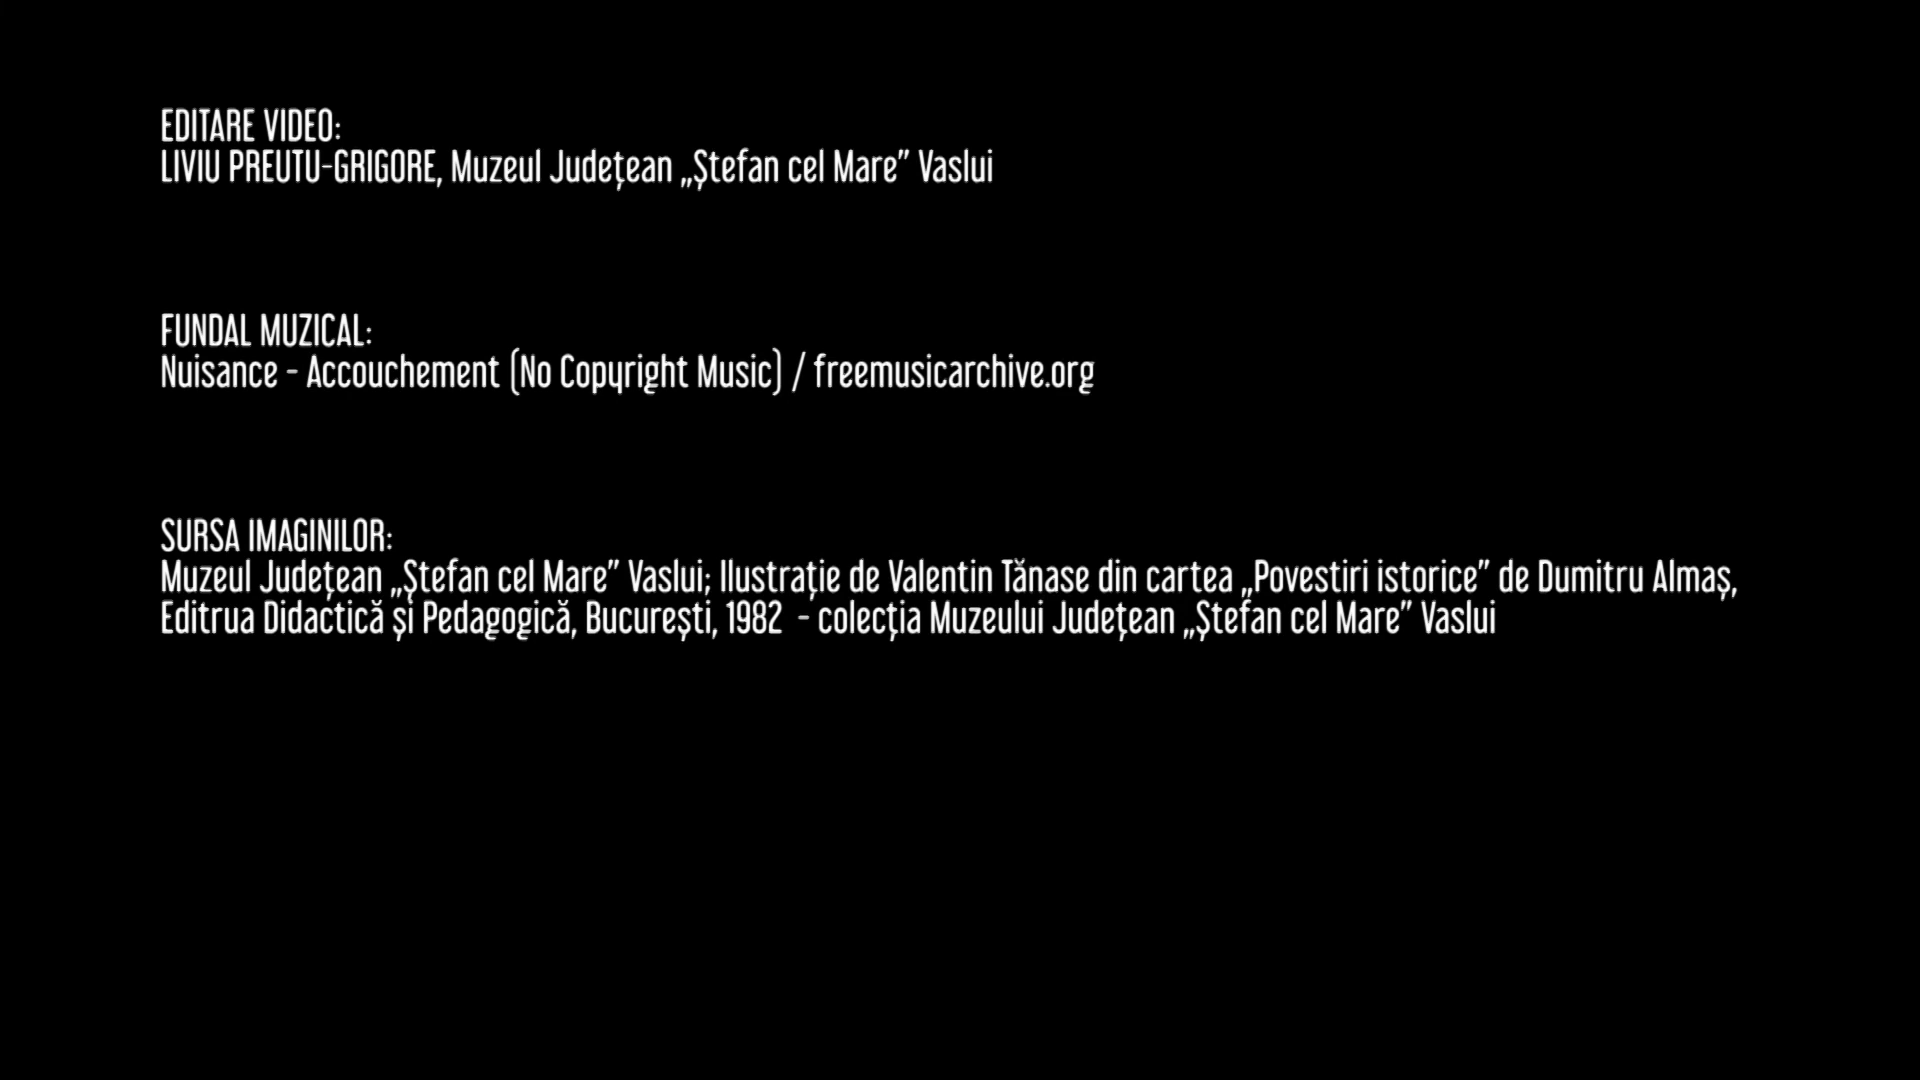 EDITARE VIDEO:
LIVIU PREUTU-GRIGORE, Muzeul Județean „Ștefan cel Mare” Vaslui
FUNDAL MUZICAL:
Nuisance - Accouchement (No Copyright Music) / freemusicarchive.org
SURSA IMAGINILOR:
Muzeul Județean „Ștefan cel Mare” Vaslui; Ilustrație de Valentin Tănase din cartea „Povestiri istorice” de Dumitru Almaș,
Editrua Didactică și Pedagogică, București, 1982 - colecția Muzeului Județean „Ștefan cel Mare” Vaslui